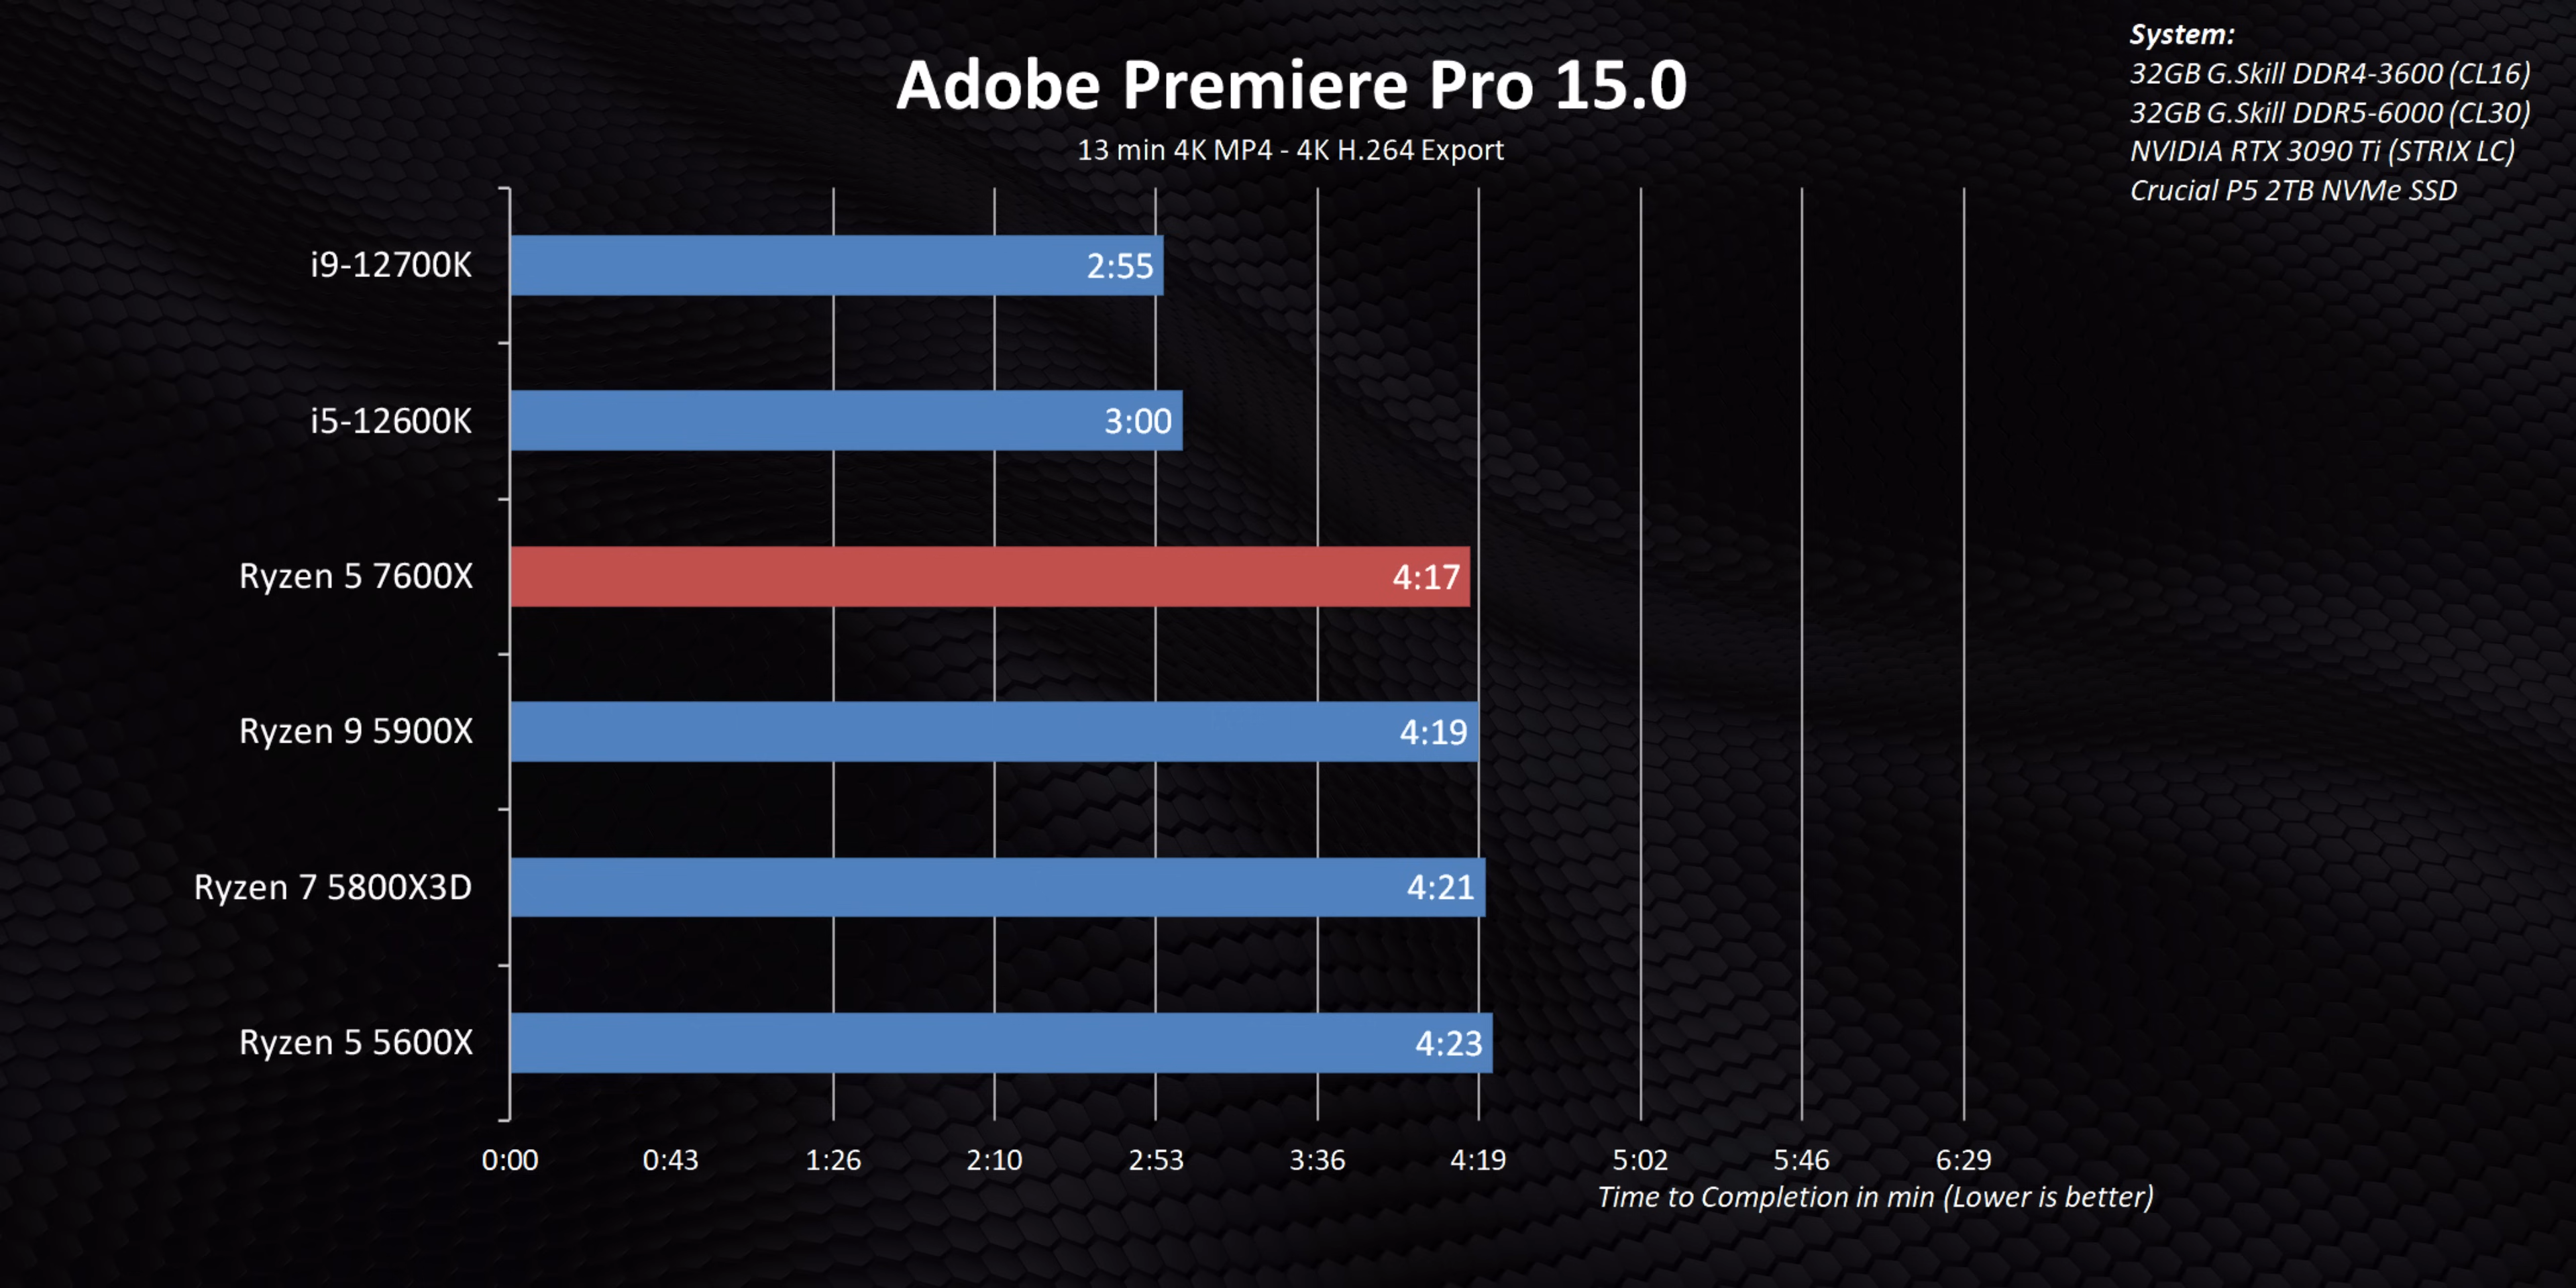 Adobe Premiere Pro 15.0
13 min 4K MP4 - 4K H.264 Export
System:
32GB G.Skill DDR4-3600 (CL16)
32GB G.Skill DDR5-6000 (CL30)
NVIDIA RTX 3090 Ti (STRIX LC)
Crucial P5 2TB NVMe SSD
i9-12700K 2:55
i5-12600K 3:00
Ryzen 5 7600X 4:17
Ryzen 9 5900X 4:19
Ryzen 7 5800X3D 4:21
Ryzen 5 5600X 4:23
0:00 0:43 1:26 2:10 2:53 3:36 4:19 5:02 5:46 6:29
Time to Completion in min (Lower is better)